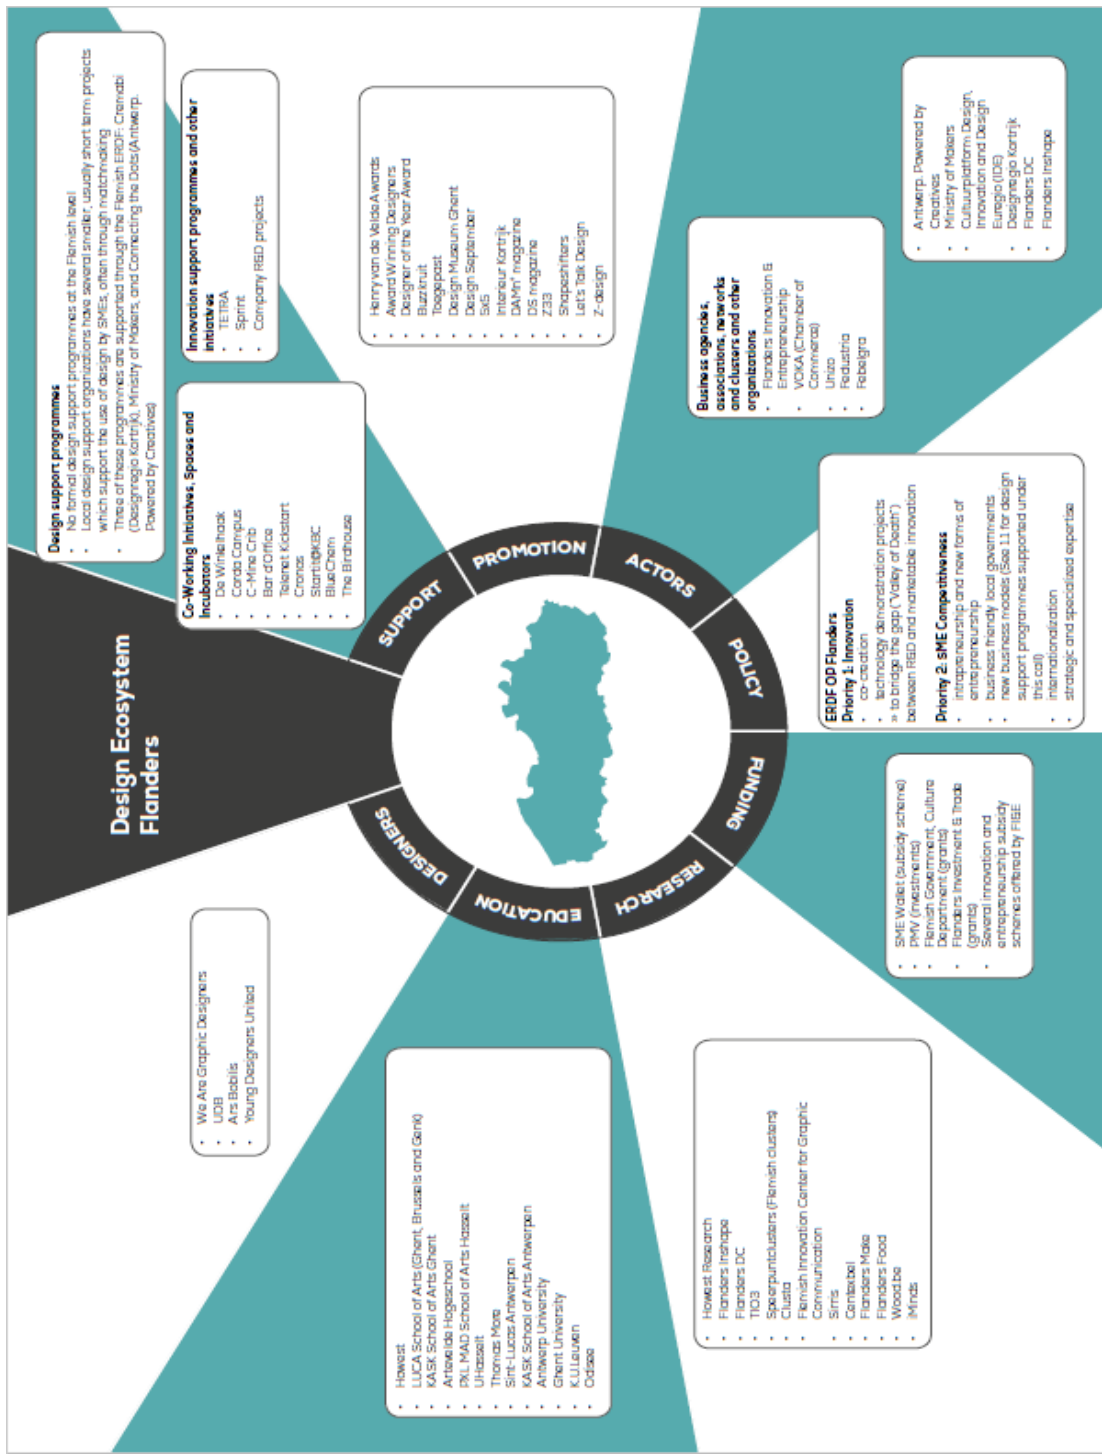 Design Ecosystem
Flanders
Design support programmes
• No formal design support programmes at the Flemish level
• Local design support organizations have several smaller, usually short term projects
which support the use of design by SMEs, often through matchmaking
• Three of these programmes are supported through the Flemish ERDF: Cremabi
(Designregio Kortrijk), Ministry of Makers, and Connecting the Dots(Antwerp.
Powered by Creatives)
Co-Working Initiatives, Spaces and
Incubators
• De Winkelhaak
• Corda Campus
• C-Mine Crib
• Bar d'Office
• Telenet Kickstart
• Cronos
• Startit@KBC
• BlueChem
• The Birdhouse
Innovation support programmes and other
initiatives
• TETRA
• Sprint
• Company R&D projects
• Henry van de Velde Awards
• Award Winning Designers
• Designer of the Year Award
• Buzzkruit
• Toegepast
• Design Museum Ghent
• Design September
• 5x5
• Interieur Kortrijk
• DAMn° magazine
• DS magazine
• Z33
• Shapeshifters
• Let's Talk Design
• Z-design
Business agencies,
associations, networks
and clusters and other
organizations
• Flanders Innovation &
Entrepreneurship
• VOKA (Chamber of
Commerce)
• Unizo
• Fedustria
• Febelgra
• Antwerp. Powered by
Creatives
• Ministry of Makers
• Cultuurplatform Design,
Innovation and Design
Euregio (IDE)
• Designregio Kortrijk
• Flanders DC
• Flanders Inshape
ERDF OP Flanders
Priority 1: Innovation
• co-creation
• technology demonstration projects
» to bridge the gap ("Valley of Death")
between R&D and marketable innovation
Priority 2: sME Competitiveness
• intrapreneurship and new forms of
entrepreneurship
• business friendly local governments
• new business models (See 1.1 for design
support programmes supported under
this call)
• internationalization
• strategic and specialized expertise
• SME Wallet (subsidy scheme)
• PMV (investments)
• Flemish Government, Culture
Department (grants)
• Flanders Investment & Trade
(grants)
• Several innovation and
entrepreneurship subsidy
schemes offered by FI&E
• Howest Research
• Flanders Inshape
• Flanders DC
• TIO3
• Speerpuntclusters (Flemish clusters)
• Clusta
• Flemish Innovation Center for Graphic
Communication
• Sirris
• Centexbel
• Flanders Make
• Flanders Food
• Wood.be
• iMinds
• Howest
• LUCA School of Arts (Ghent, Brussels and Genk)
• KASK School of Arts Ghent
• Artevelde Hogeschool
• PXL MAD School of Arts Hasselt
• UHasselt
• Thomas More
• Sint-Lucas Antwerpen
• KASK School of Arts Antwerpen
• Antwerp University
• Ghent University
• K.U.Leuven
• Odisee
• We Are Graphic Designers
• UDB
• Ars Bobilis
• Young Designers United
SUPPORT
PROMOTION
ACTORS
POLICY
FUNDING
RESEARCH
EDUCATION
DESIGNERS